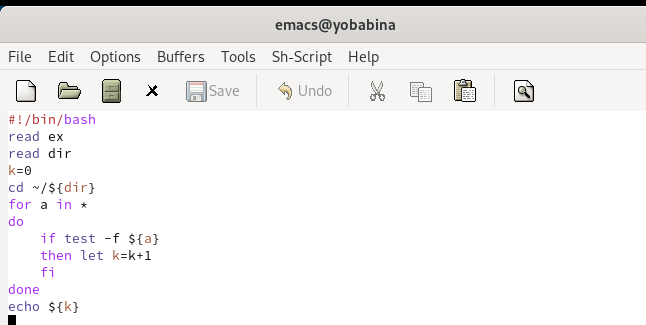 emacs@yobabina
File Edit Options Buffers Tools Sh-Script Help
Save Undo
#!/bin/bash
read ex
read dir
k=0
cd ~/${dir}
for a in *
do
    if test -f ${a}
    then let k=k+1
    fi
done
echo ${k}